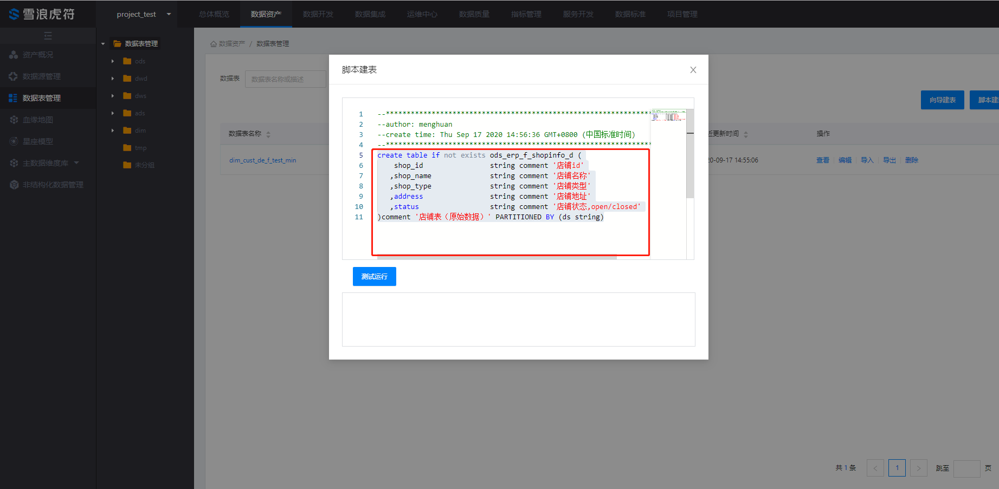 雪浪虎符
project_test
总体概览
数据资产
数据开发
数据集成
运维中心
数据质量
指标管理
服务开发
数据标准
项目管理
资产概况
数据源管理
数据表管理
血缘地图
星座模型
主数据维度库
非结构化数据管理
数据表管理
ods
dwd
dws
ads
dim
tmp
未分组
数据资产 / 数据表管理
数据表
数据表名称或描述
向导建表
脚本建
数据表名称
近更新时间
操作
dim_cust_de_f_test_min
20-09-17 14:55:06
查看
编辑
导入
导出
删除
脚本建表
1 --*****************************************************************
2 --author: menghuan
3 --create time: Thu Sep 17 2020 14:56:36 GMT+0800 (中国标准时间)
4 --*****************************************************************
5 create table if not exists ods_erp_f_shopinfo_d (
6 shop_id string comment '店铺id'
7 ,shop_name string comment '店铺名称'
8 ,shop_type string comment '店铺类型'
9 ,address string comment '店铺地址'
10 ,status string comment '店铺状态,open/closed'
11 )comment '店铺表（原始数据）' PARTITIONED BY (ds string)
测试运行
共 1 条
<
1
>
跳至
页